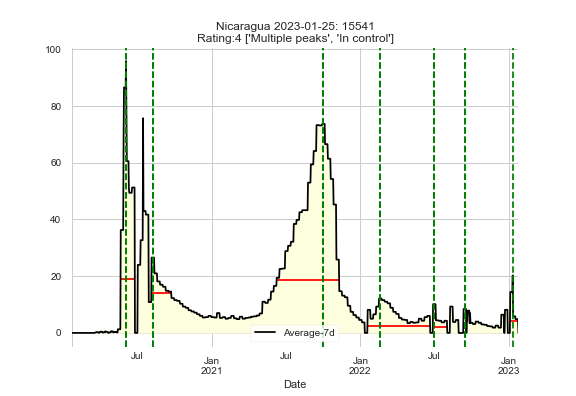 Nicaragua 2023-01-25: 15541
Rating:4 ['Multiple peaks', 'In control']
100
80
60
40
20
0
Average-7d
Jul
Jan
2021
Jul
Jan
2022
Jul
Jan
2023
Date